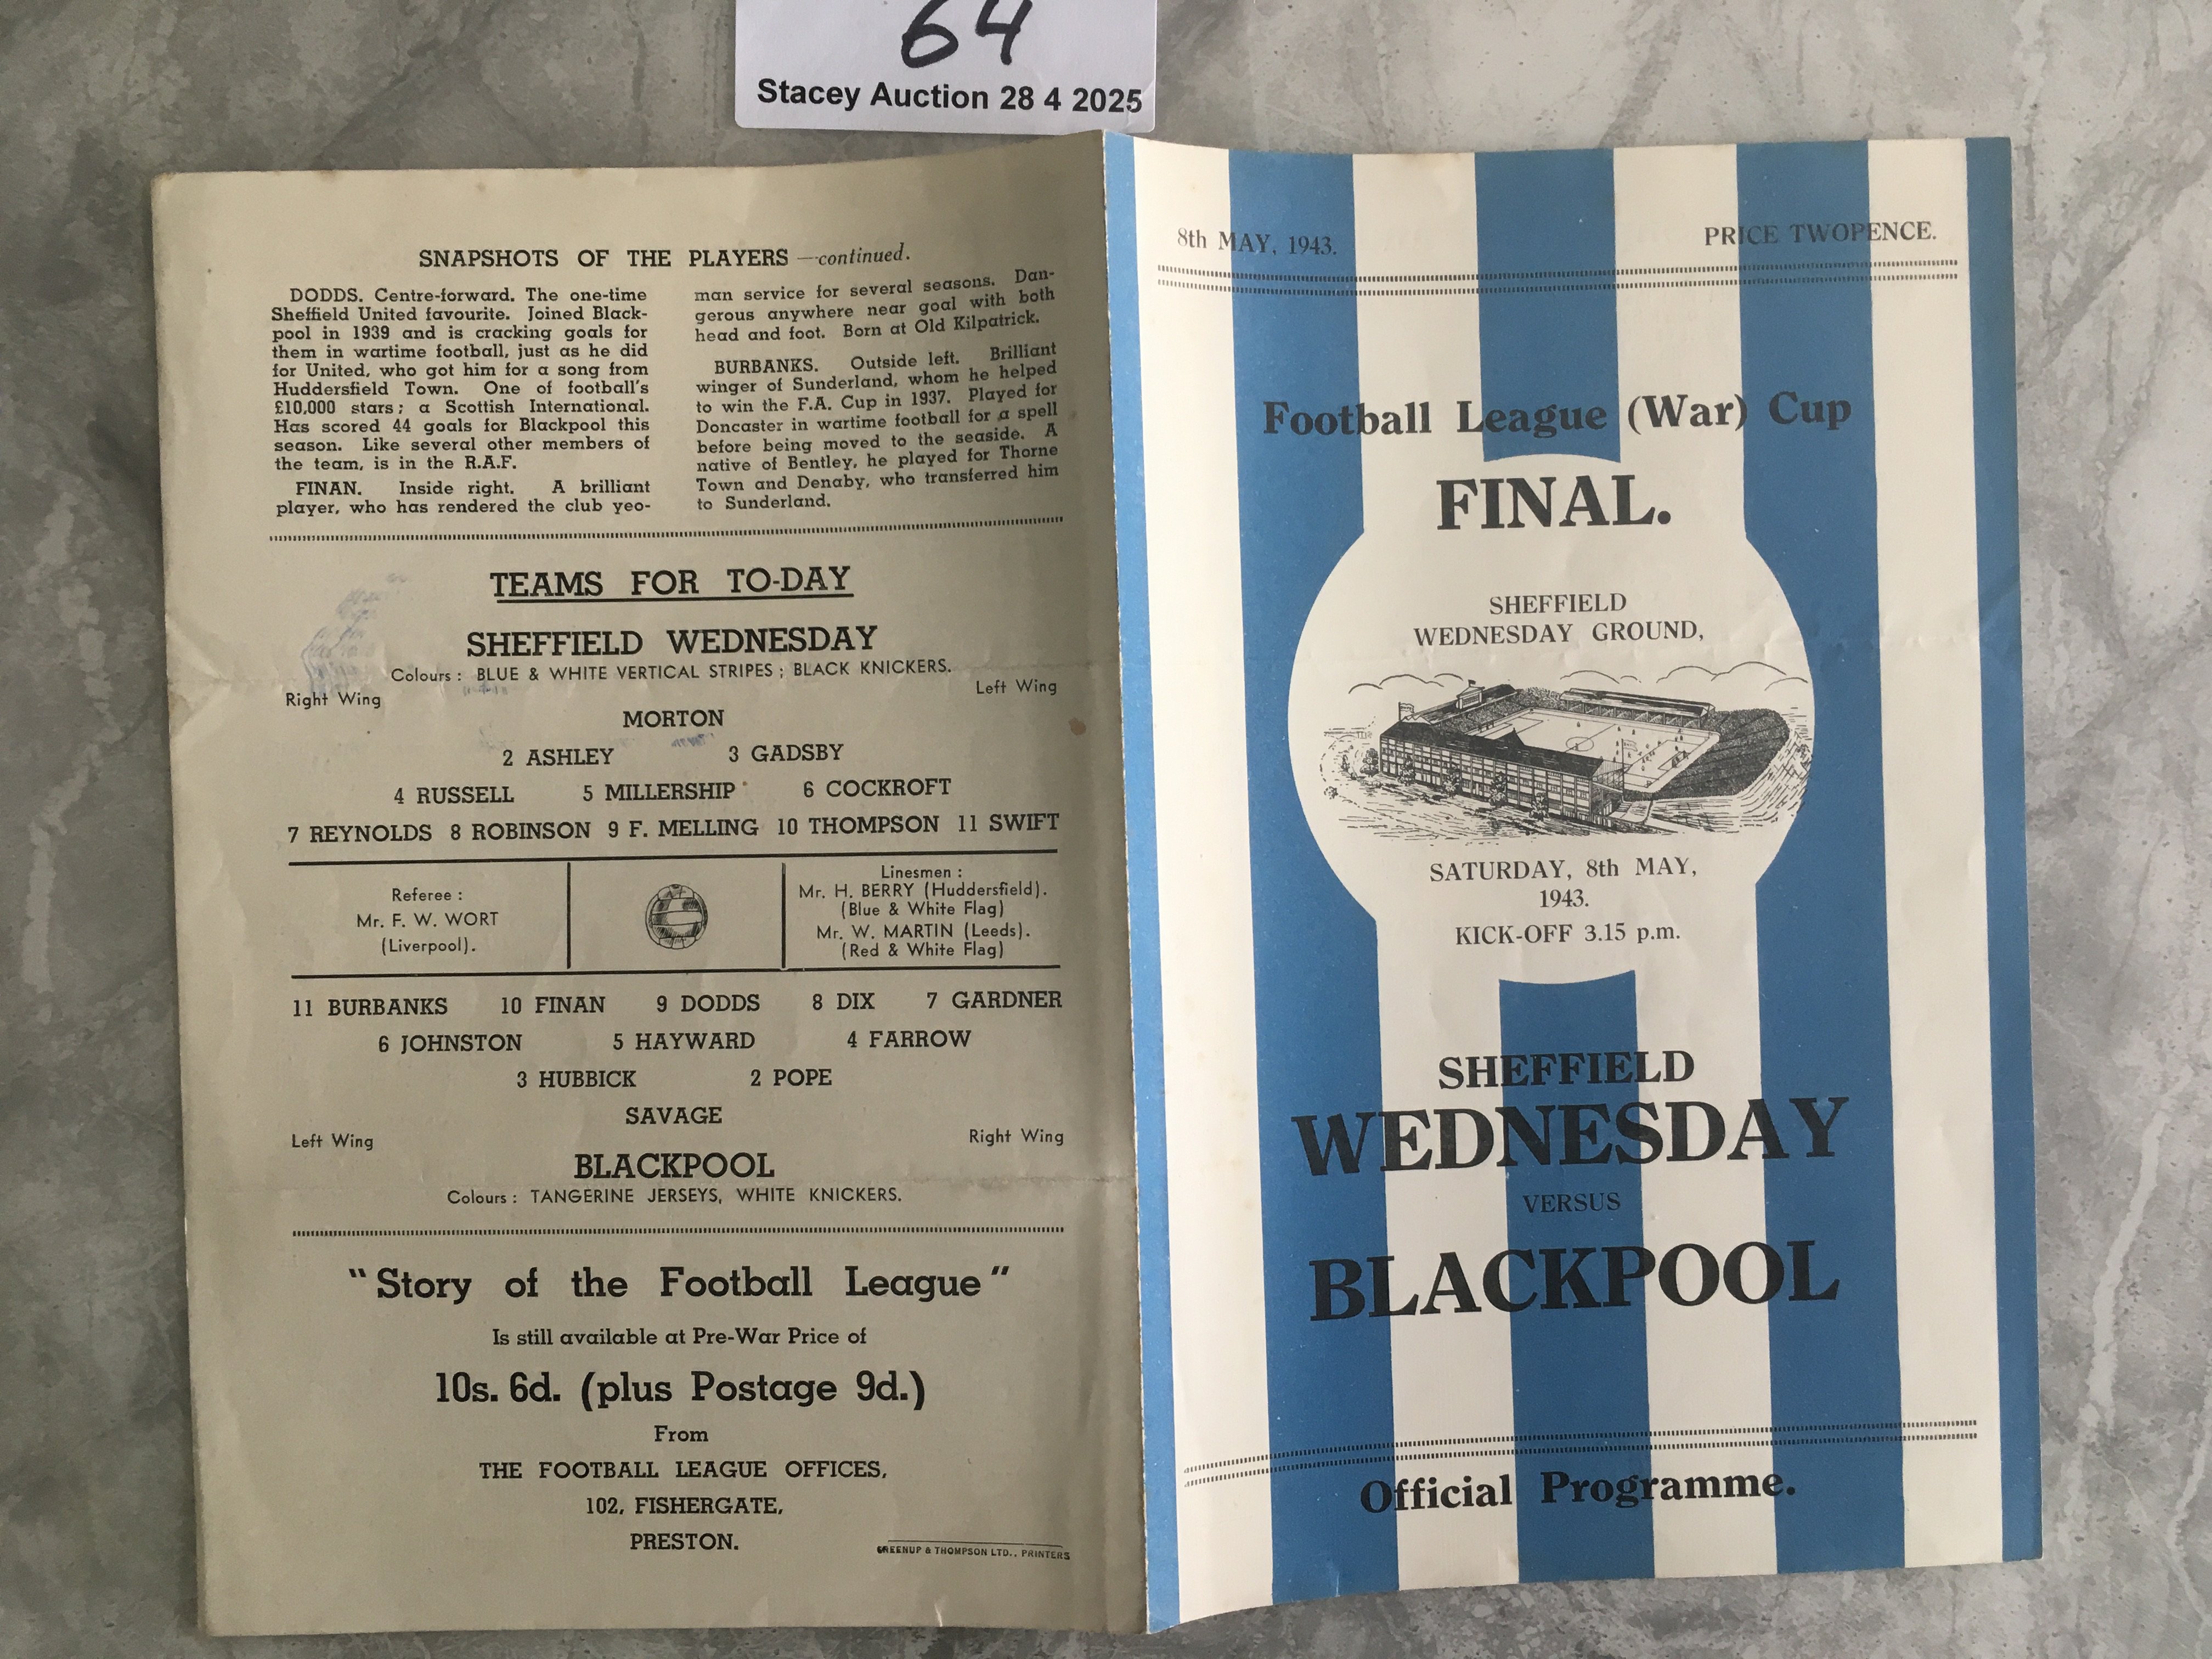 64
Stacey Auction 28 4 2025
SNAPSHOTS OF THE PLAYERS —continued.
DODDS. Centre-forward. The one-time
Sheffield United favourite. Joined Black-
pool in 1939 and is cracking goals for
them in wartime football, just as he did
for United, who got him for a song from
Huddersfield Town. One of football's
£10,000 stars; a Scottish International.
Has scored 44 goals for Blackpool this
season. Like several other members of
the team, is in the R.A.F.
FINAN. Inside right. A brilliant
player, who has rendered the club yeo-
man service for several seasons. Dan-
gerous anywhere near goal with both
head and foot. Born at Old Kilpatrick.
BURBANKS. Outside left. Brilliant
winger of Sunderland, whom he helped
to win the F.A. Cup in 1937. Played for
Doncaster in wartime football for a spell
before being moved to the seaside. A
native of Bentley, he played for Thorne
Town and Denaby, who transferred him
to Sunderland.
TEAMS FOR TO-DAY
SHEFFIELD WEDNESDAY
Colours: BLUE & WHITE VERTICAL STRIPES; BLACK KNICKERS.
Right Wing Left Wing
MORTON
2 ASHLEY 3 GADSBY
4 RUSSELL 5 MILLERSHIP 6 COCKROFT
7 REYNOLDS 8 ROBINSON 9 F. MELLING 10 THOMPSON 11 SWIFT
Referee:
Mr. F. W. WORT
(Liverpool).
Linesmen:
Mr. H. BERRY (Huddersfield).
(Blue & White Flag)
Mr. W. MARTIN (Leeds).
(Red & White Flag)
11 BURBANKS 10 FINAN 9 DODDS 8 DIX 7 GARDNER
6 JOHNSTON 5 HAYWARD 4 FARROW
3 HUBBICK 2 POPE
SAVAGE
Left Wing Right Wing
BLACKPOOL
Colours: TANGERINE JERSEYS, WHITE KNICKERS.
"Story of the Football League"
Is still available at Pre-War Price of
10s. 6d. (plus Postage 9d.)
From
THE FOOTBALL LEAGUE OFFICES,
102, FISHERGATE,
PRESTON.
GREENUP & THOMPSON LTD., PRINTERS
8th MAY, 1943. PRICE TWOPENCE.
Football League (War) Cup
FINAL.
SHEFFIELD
WEDNESDAY GROUND,
SATURDAY, 8th MAY,
1943.
KICK-OFF 3.15 p.m.
SHEFFIELD
WEDNESDAY
VERSUS
BLACKPOOL
Official Programme.